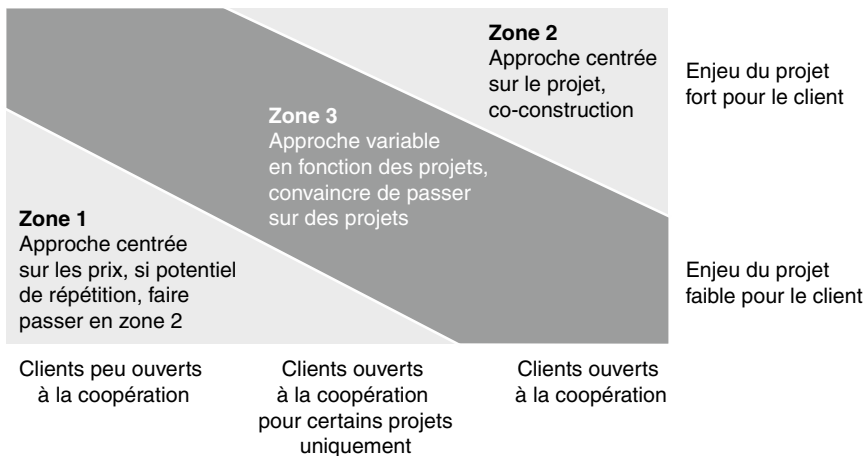 Zone 2
Approche centrée
sur le projet,
co-construction
Enjeu du projet
fort pour le client
Zone 3
Approche variable
en fonction des projets,
convaincre de passer
sur des projets
Zone 1
Approche centrée
sur les prix, si potentiel
de répétition, faire
passer en zone 2
Enjeu du projet
faible pour le client
Clients peu ouverts
à la coopération
Clients ouverts
à la coopération
pour certains projets
uniquement
Clients ouverts
à la coopération